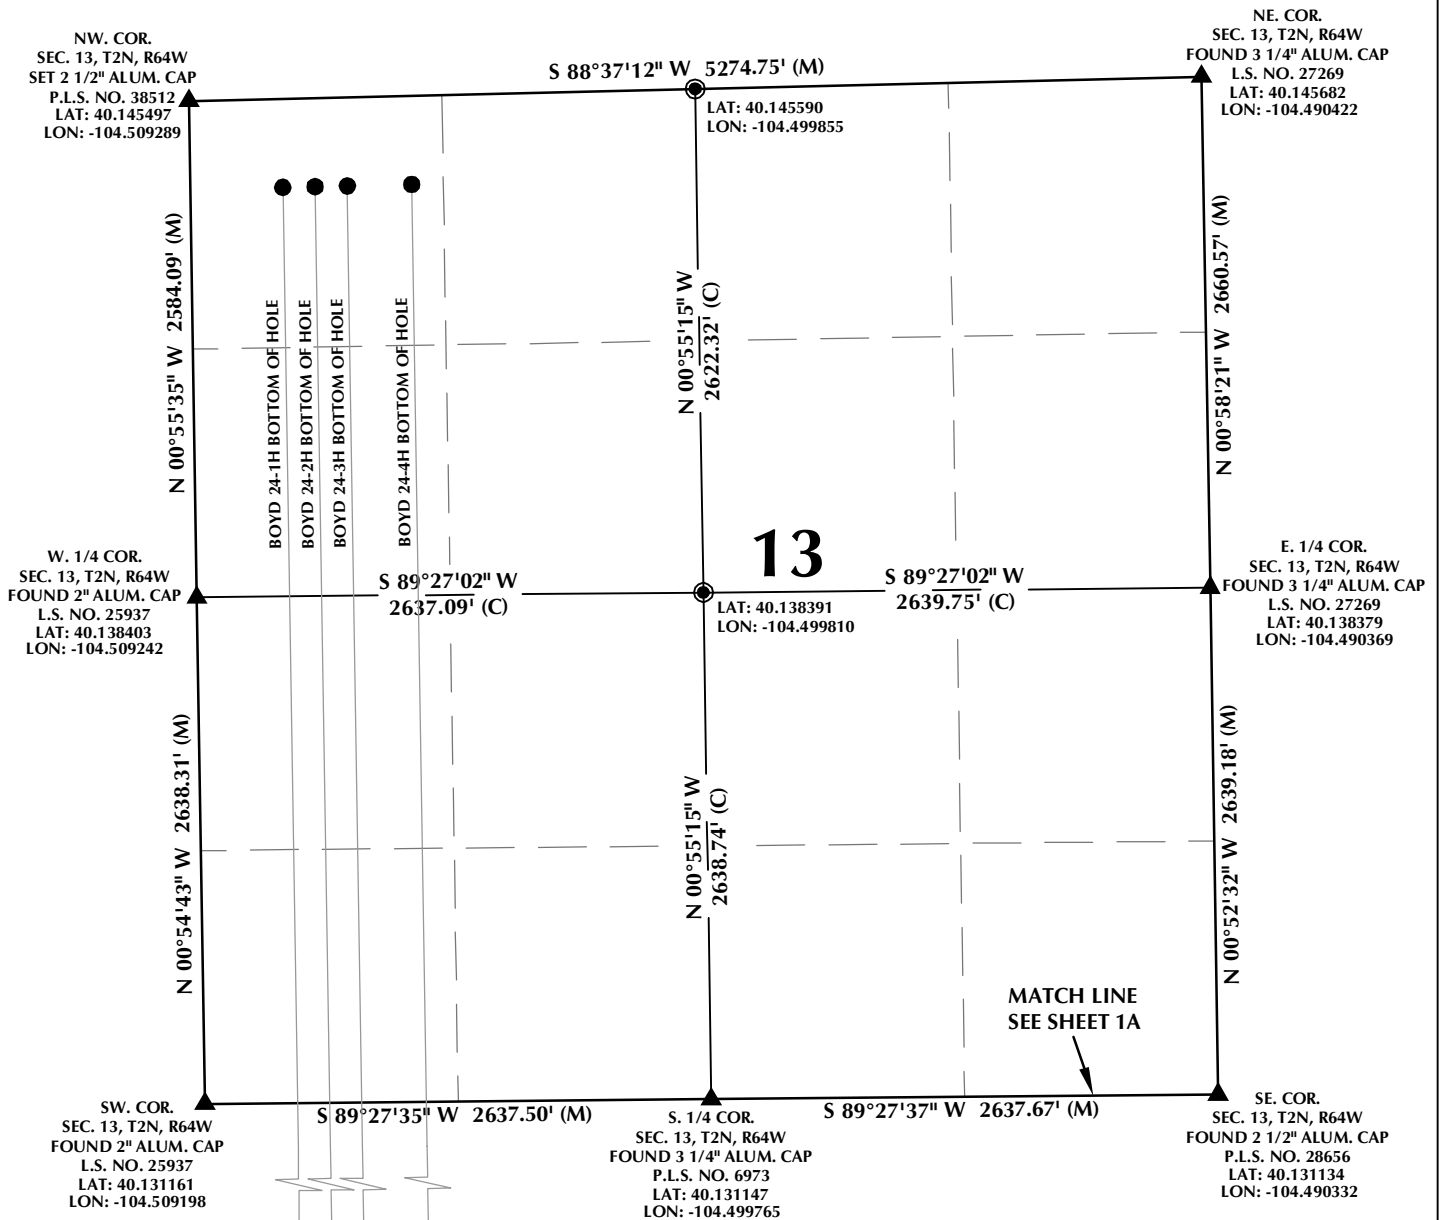 NW. COR.
SEC. 13, T2N, R64W
SET 2 1/2" ALUM. CAP
P.L.S. NO. 38512
LAT: 40.145497
LON: -104.509289
S 88°37'12" W 5274.75' (M)
LAT: 40.145590
LON: -104.499855
NE. COR.
SEC. 13, T2N, R64W
FOUND 3 1/4" ALUM. CAP
L.S. NO. 27269
LAT: 40.145682
LON: -104.490422
N 00°55'35" W 2584.09' (M)
BOYD 24-1H BOTTOM OF HOLE
BOYD 24-2H BOTTOM OF HOLE
BOYD 24-3H BOTTOM OF HOLE
BOYD 24-4H BOTTOM OF HOLE
N 00°55'15" W
2622.32' (C)
N 00°58'21" W 2660.57' (M)
W. 1/4 COR.
SEC. 13, T2N, R64W
FOUND 2" ALUM. CAP
L.S. NO. 25937
LAT: 40.138403
LON: -104.509242
S 89°27'02" W
2637.09' (C)
13
LAT: 40.138391
LON: -104.499810
S 89°27'02" W
2639.75' (C)
E. 1/4 COR.
SEC. 13, T2N, R64W
FOUND 3 1/4" ALUM. CAP
L.S. NO. 27269
LAT: 40.138379
LON: -104.490369
N 00°54'43" W 2638.31' (M)
N 00°55'15" W
2638.74' (C)
N 00°52'32" W 2639.18' (M)
MATCH LINE
SEE SHEET 1A
SW. COR.
SEC. 13, T2N, R64W
FOUND 2" ALUM. CAP
L.S. NO. 25937
LAT: 40.131161
LON: -104.509198
S 89°27'35" W 2637.50' (M)
S. 1/4 COR.
SEC. 13, T2N, R64W
FOUND 3 1/4" ALUM. CAP
P.L.S. NO. 6973
LAT: 40.131147
LON: -104.499765
S 89°27'37" W 2637.67' (M)
SE. COR.
SEC. 13, T2N, R64W
FOUND 2 1/2" ALUM. CAP
P.L.S. NO. 28656
LAT: 40.131134
LON: -104.490332